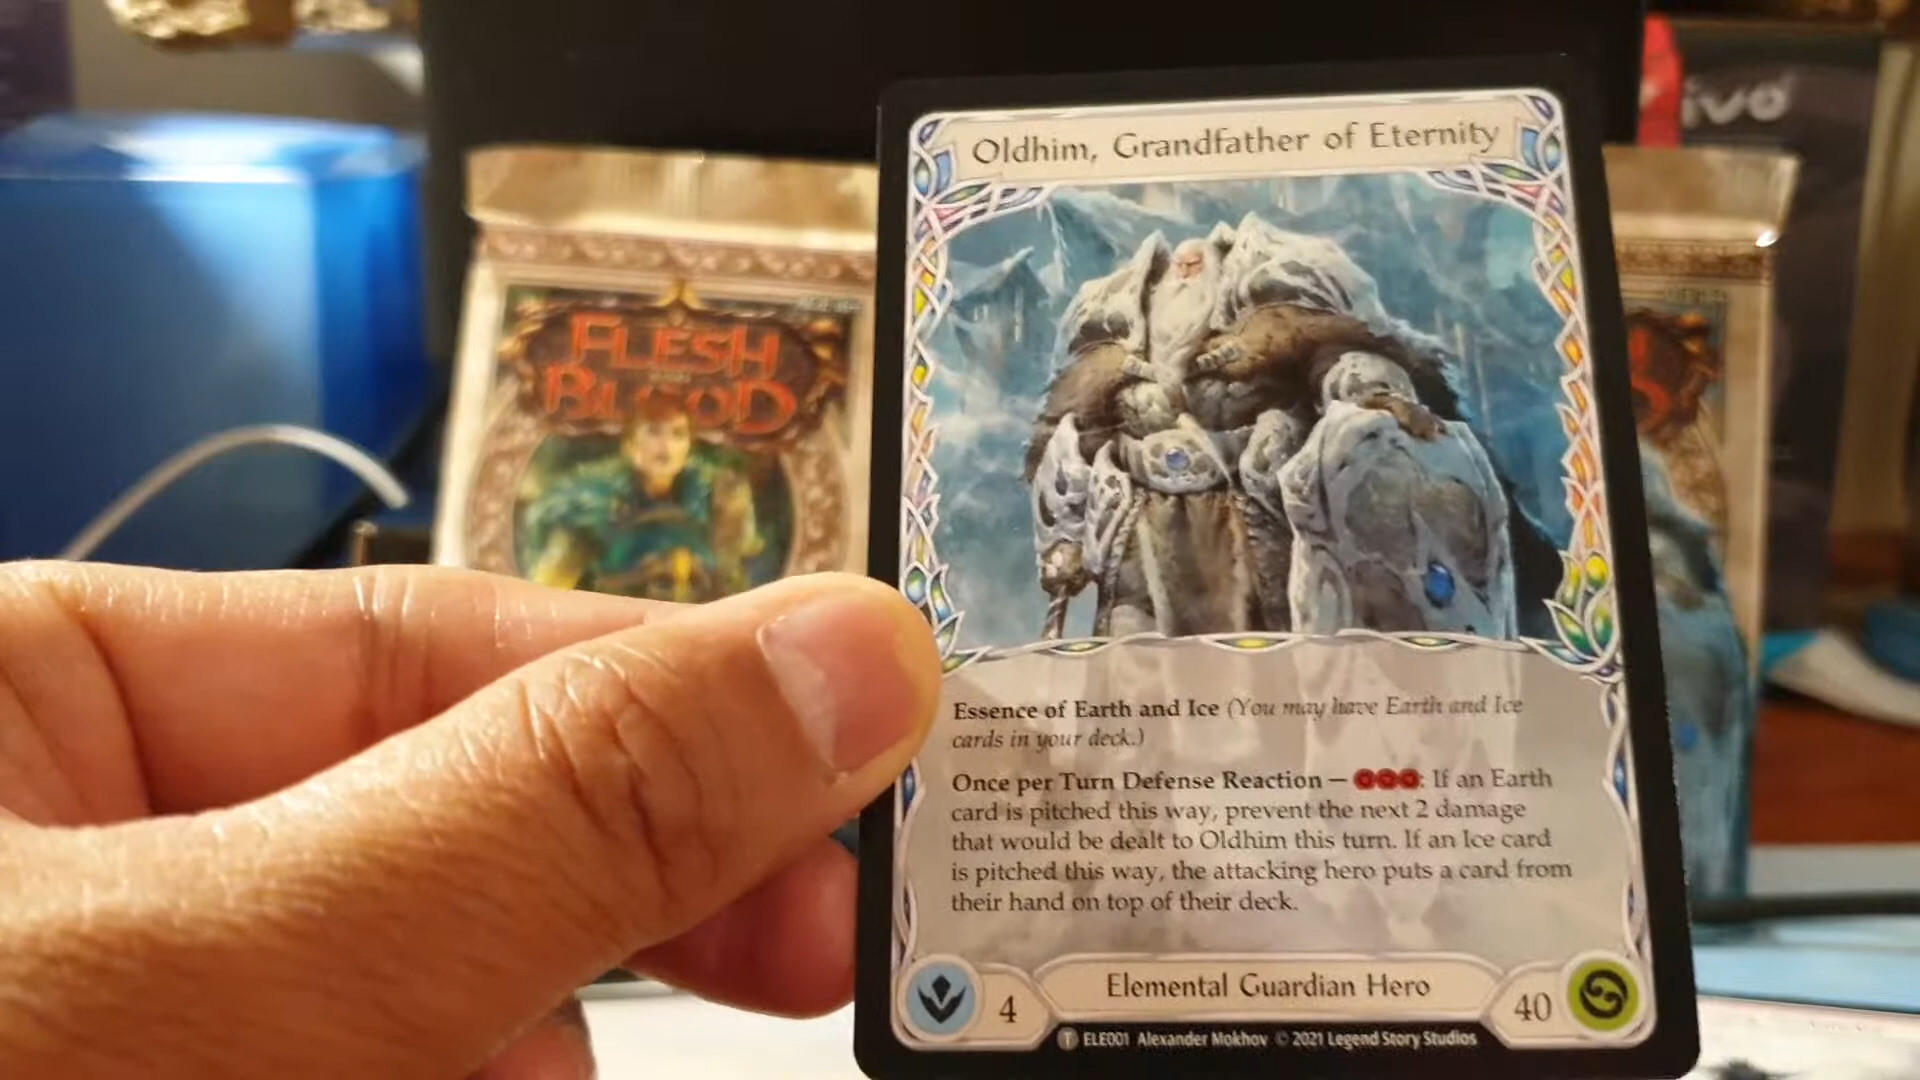 Oldhim, Grandfather of Eternity
ivo
FLESH
BLOOD
Essence of Earth and Ice (You may have Earth and Ice
cards in your deck.)
Once per Turn Defense Reaction — : If an Earth
card is pitched this way, prevent the next 2 damage
that would be dealt to Oldhim this turn. If an Ice card
is pitched this way, the attacking hero puts a card from
their hand on top of their deck.
4
Elemental Guardian Hero
40
T ELE001 Alexander Mokhov © 2021 Legend Story Studios